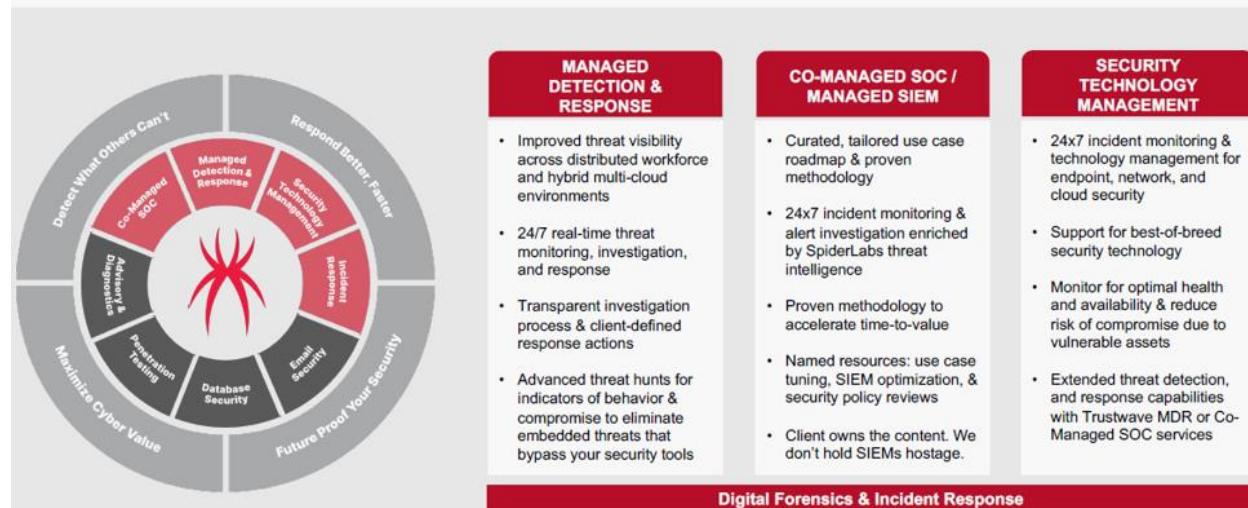 Detect What Others Can't
Respond Better, Faster
Maximize Cyber Value
Future Proof Your Security
Managed
Detection &
Response
Security
Technology
Management
Incident
Response
Email
Security
Database
Security
Penetration
Testing
Advisory &
Diagnostics
Co-Managed
SOC
MANAGED
DETECTION &
RESPONSE
• Improved threat visibility
across distributed workforce
and hybrid multi-cloud
environments
• 24/7 real-time threat
monitoring, investigation,
and response
• Transparent investigation
process & client-defined
response actions
• Advanced threat hunts for
indicators of behavior &
compromise to eliminate
embedded threats that
bypass your security tools
CO-MANAGED SOC /
MANAGED SIEM
• Curated, tailored use case
roadmap & proven
methodology
• 24x7 incident monitoring &
alert investigation enriched
by SpiderLabs threat
intelligence
• Proven methodology to
accelerate time-to-value
• Named resources: use case
tuning, SIEM optimization, &
security policy reviews
• Client owns the content. We
don't hold SIEMs hostage.
SECURITY
TECHNOLOGY
MANAGEMENT
• 24x7 incident monitoring &
technology management for
endpoint, network, and
cloud security
• Support for best-of-breed
security technology
• Monitor for optimal health
and availability & reduce
risk of compromise due to
vulnerable assets
• Extended threat detection,
and response capabilities
with Trustwave MDR or Co-
Managed SOC services
Digital Forensics & Incident Response